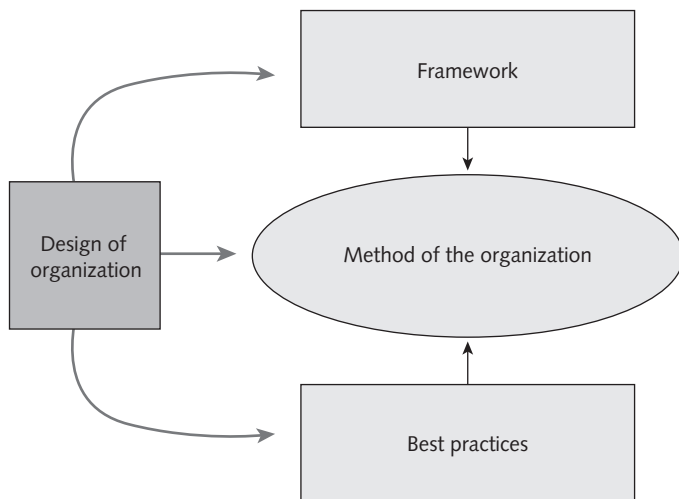 Framework
Design of
organization
Method of the organization
Best practices